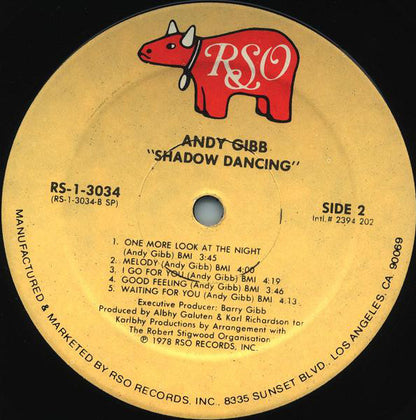 RSO
ANDY GIBB
"SHADOW DANCING"
RS-1-3034
(RS-1-3034-B SP)
SIDE 2
Intl.# 2394 202
1. ONE MORE LOOK AT THE NIGHT
(Andy Gibb) BMI 3:45
2. MELODY (Andy Gibb) BMI 4:00
3. I GO FOR YOU (Andy Gibb) BMI 4:19
4. GOOD FEELING (Andy Gibb) BMI 3:46
5. WAITING FOR YOU (Andy Gibb) BMI 4:13
Executive Producer: Barry Gibb
Produced by Albhy Galuten & Karl Richardson for
Karlbhy Productions by Arrangement with
The Robert Stigwood Organisation
℗ 1978 RSO RECORDS, INC.
MANUFACTURED & MARKETED BY RSO RECORDS, INC. 8335 SUNSET BLVD., LOS ANGELES, CA. 90069